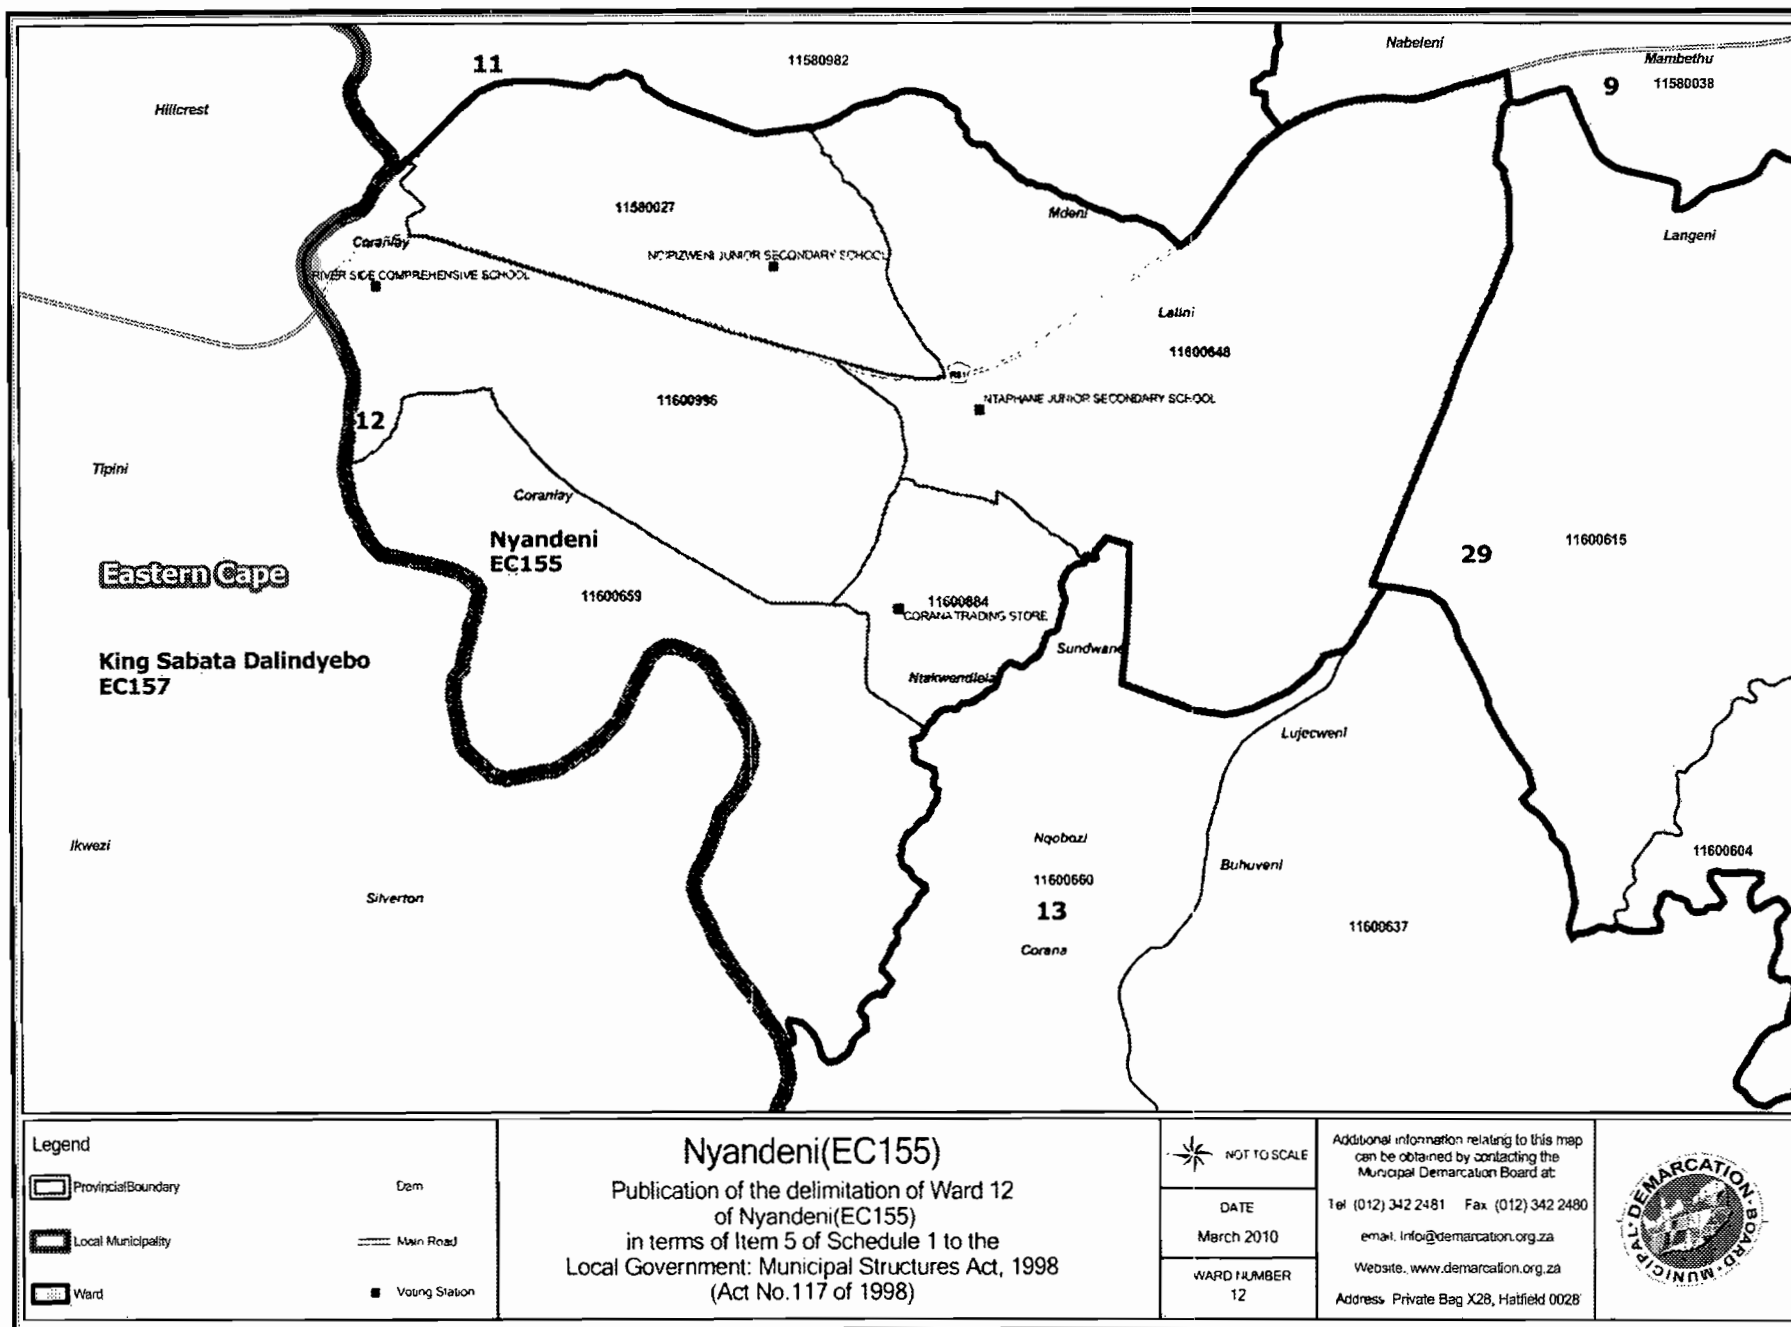 Nabeleni
11
11580982
Mambethu
9
11580038
Hillcrest
11580027
Mdeni
Langeni
Coranlay
NOPIZWENI JUNIOR SECONDARY SCHOOL
RIVER SIDE COMPREHENSIVE SCHOOL
Lalini
11600648
R61
11600996
NTAPHANE JUNIOR SECONDARY SCHOOL
12
Tipini
Coranlay
Nyandeni
EC155
29
11600615
Eastern Cape
11600659
11600884
CORANA TRADING STORE
Sundwane
King Sabata Dalindyebo
EC157
Ntakwendlela
Lujecweni
Ikwezi
Nqobozi
11600604
Buhuveni
11600660
Silverton
13
11600637
Corana
Legend
Provincial Boundary
Dam
Local Municipality
Main Road
Ward
Voting Station
Nyandeni(EC155)
Publication of the delimitation of Ward 12
of Nyandeni(EC155)
in terms of Item 5 of Schedule 1 to the
Local Government: Municipal Structures Act, 1998
(Act No.117 of 1998)
NOT TO SCALE
DATE
March 2010
WARD NUMBER
12
Additional information relating to this map
can be obtained by contacting the
Municipal Demarcation Board at:
Tel (012) 342 2481 Fax (012) 342 2480
email. info@demarcation.org.za
Website. www.demarcation.org.za
Address Private Bag X28, Hatfield 0028
MUNICIPAL DEMARCATION BOARD